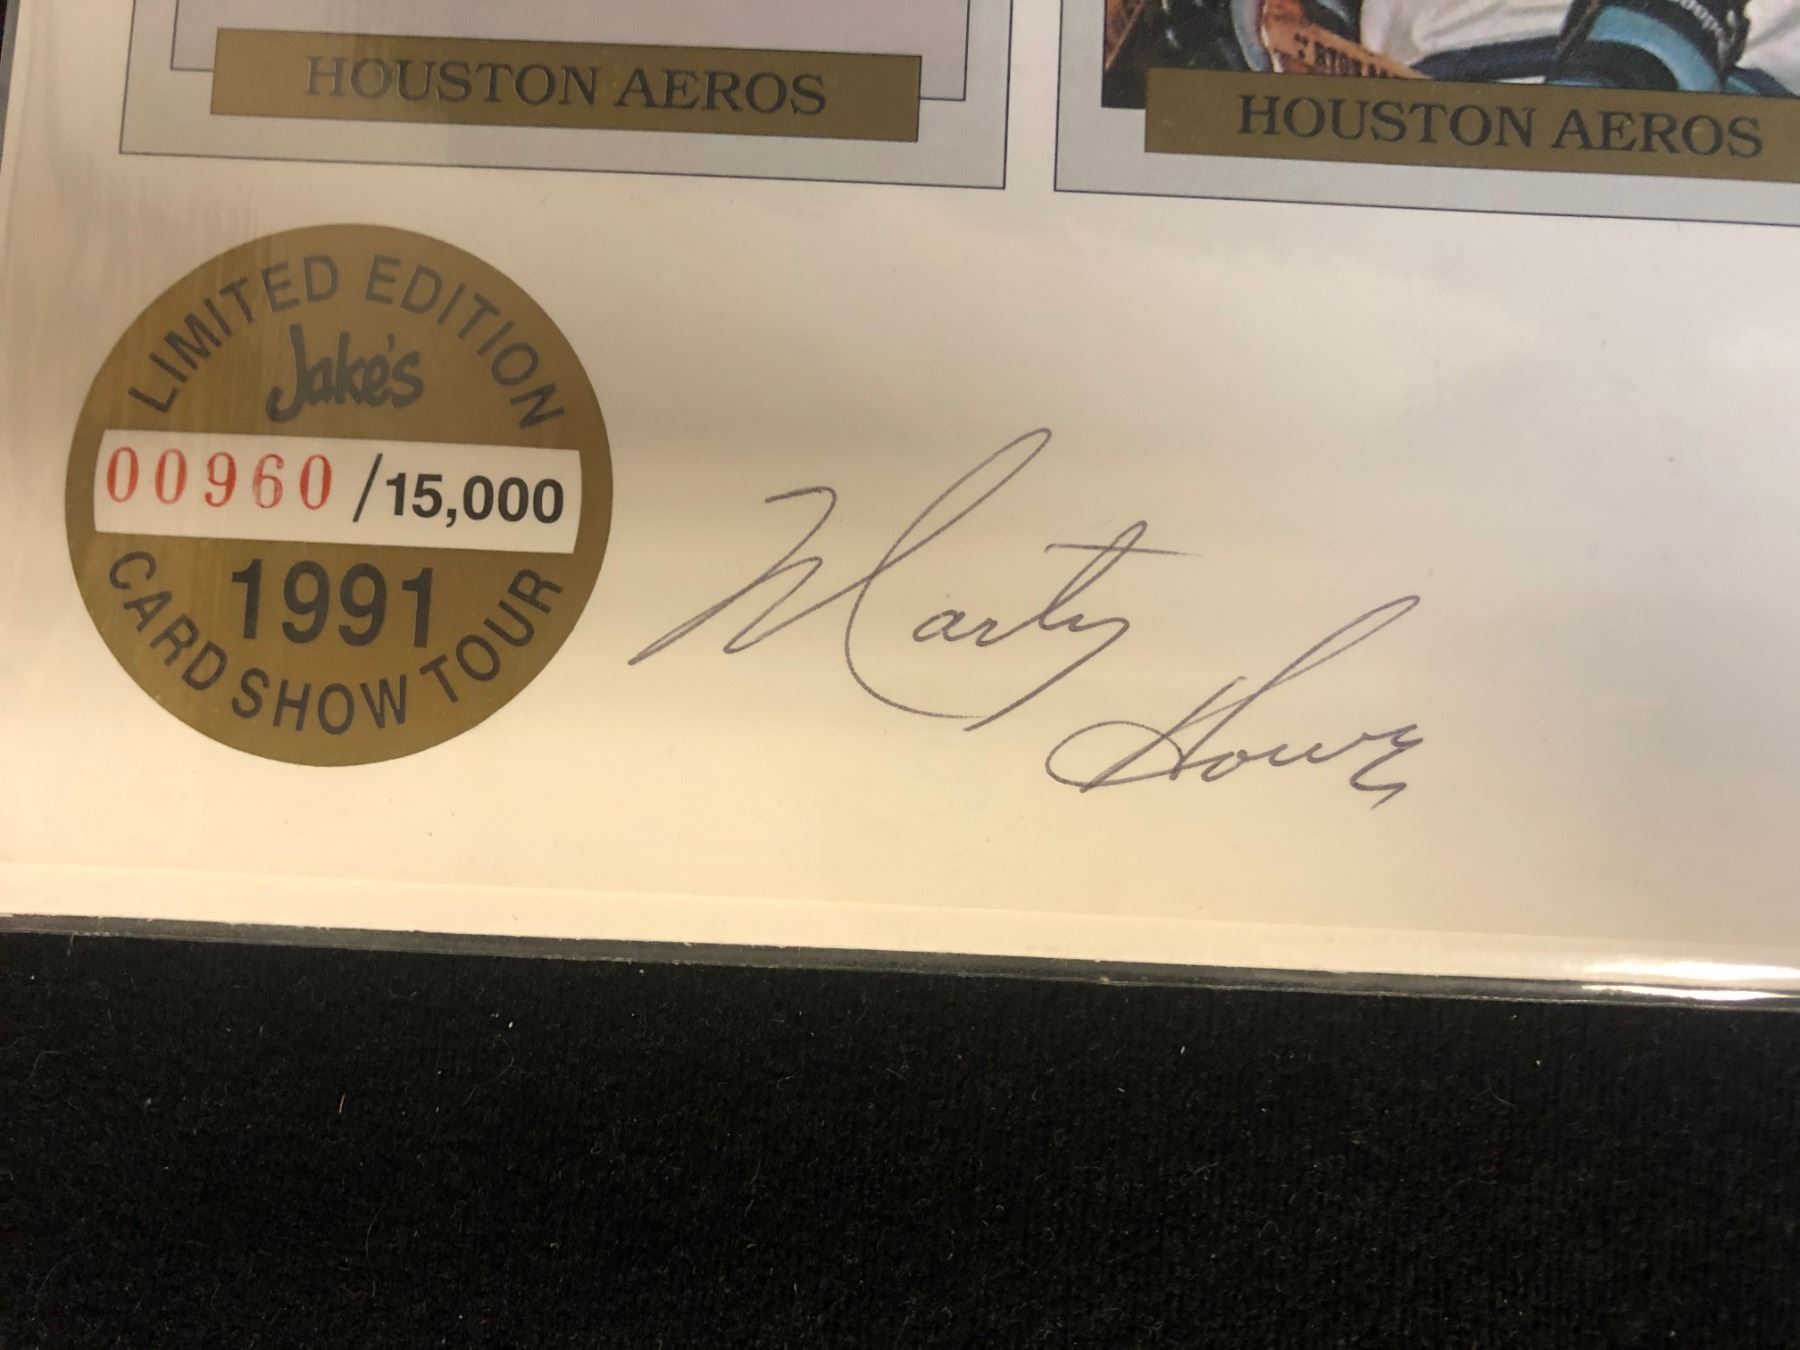 HOUSTON AEROS
HOUSTON AEROS
LIMITED EDITION
Jake's
00960 /15,000
1991
CARD SHOW TOUR
Marty Howe